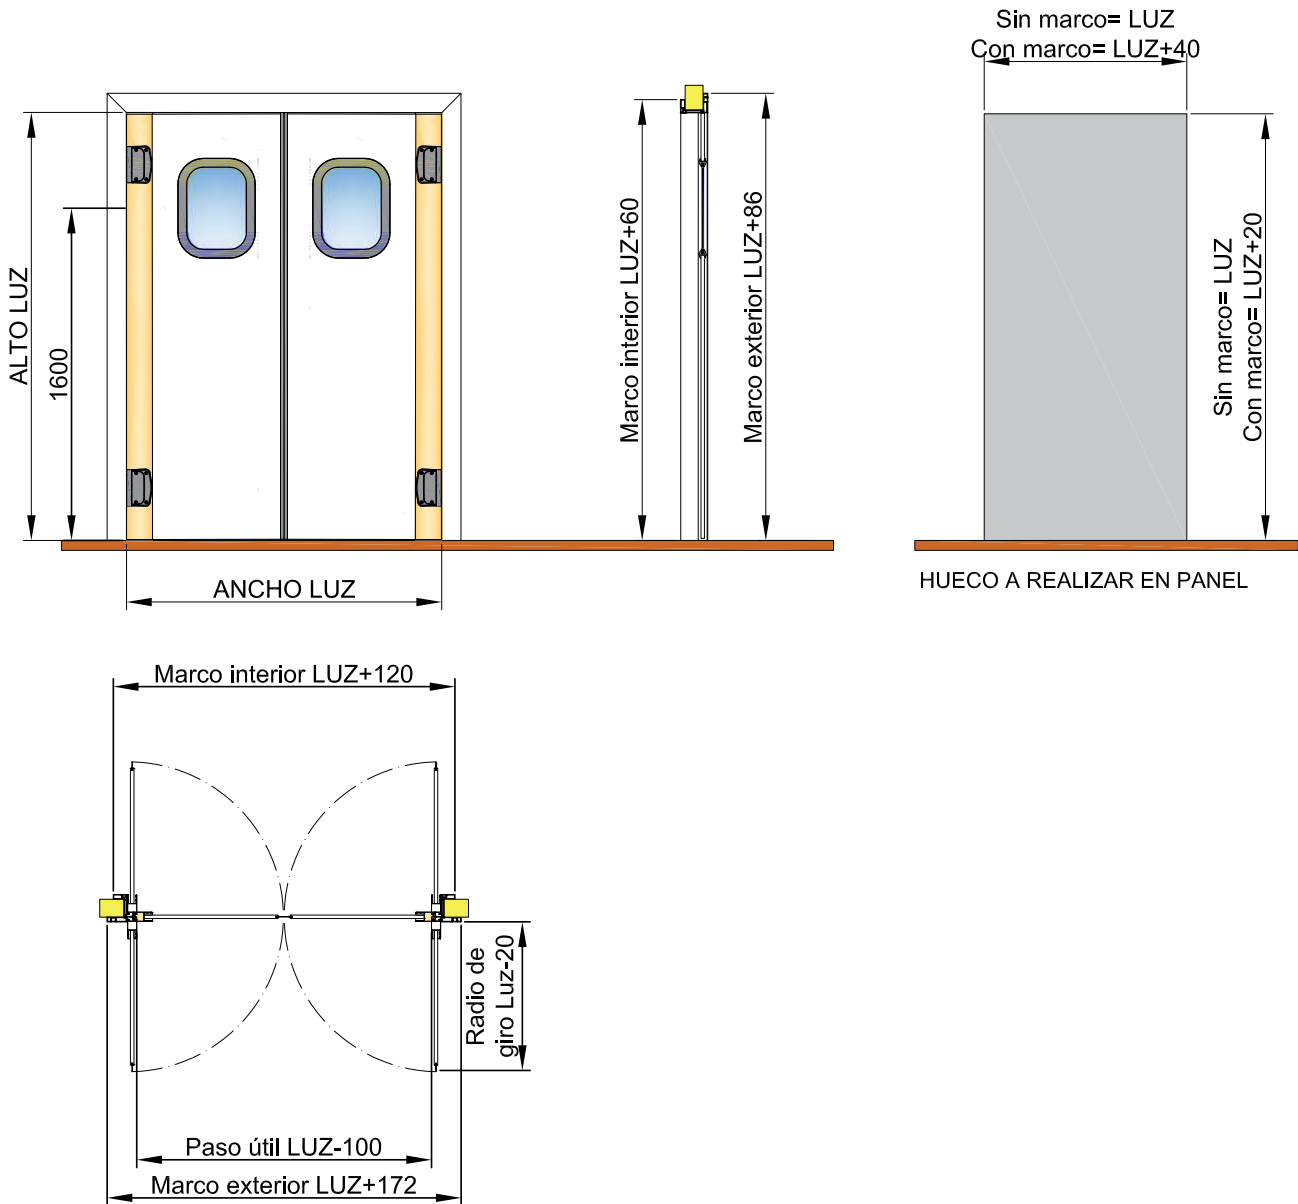 Sin marco= LUZ
Con marco= LUZ+40
ALTO LUZ
1600
Marco interior LUZ+60
Marco exterior LUZ+86
Sin marco= LUZ
Con marco= LUZ+20
ANCHO LUZ
HUECO A REALIZAR EN PANEL
Marco interior LUZ+120
Radio de
giro Luz-20
Paso útil LUZ-100
Marco exterior LUZ+172